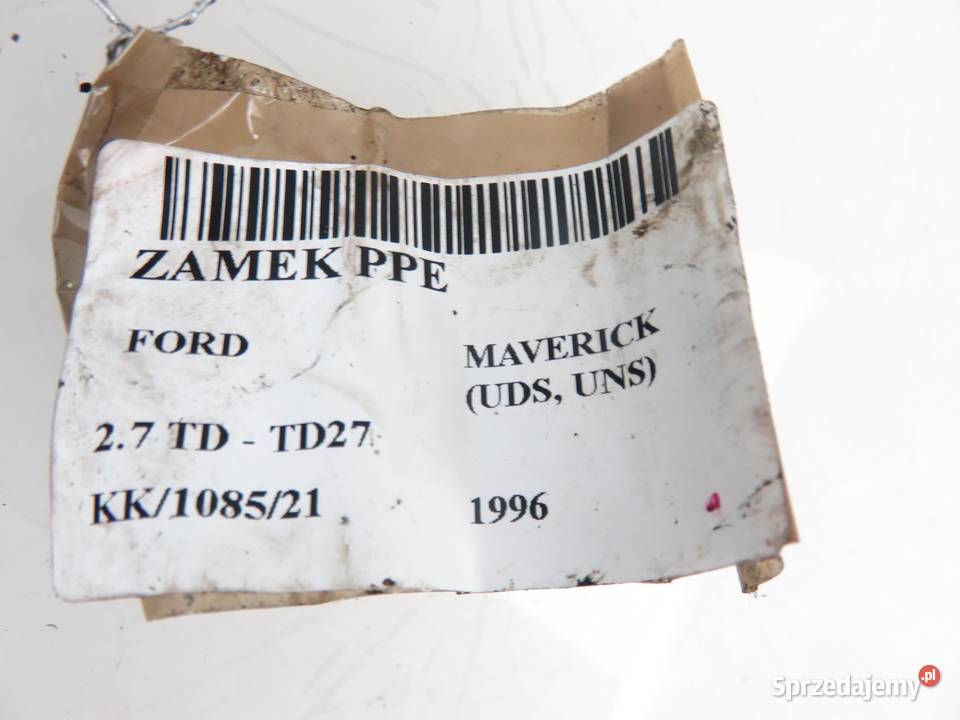 ZAMEK PPE
FORD
MAVERICK
(UDS, UNS)
2.7 TD - TD27
KK/1085/21
1996
Sprzedajemy.pl